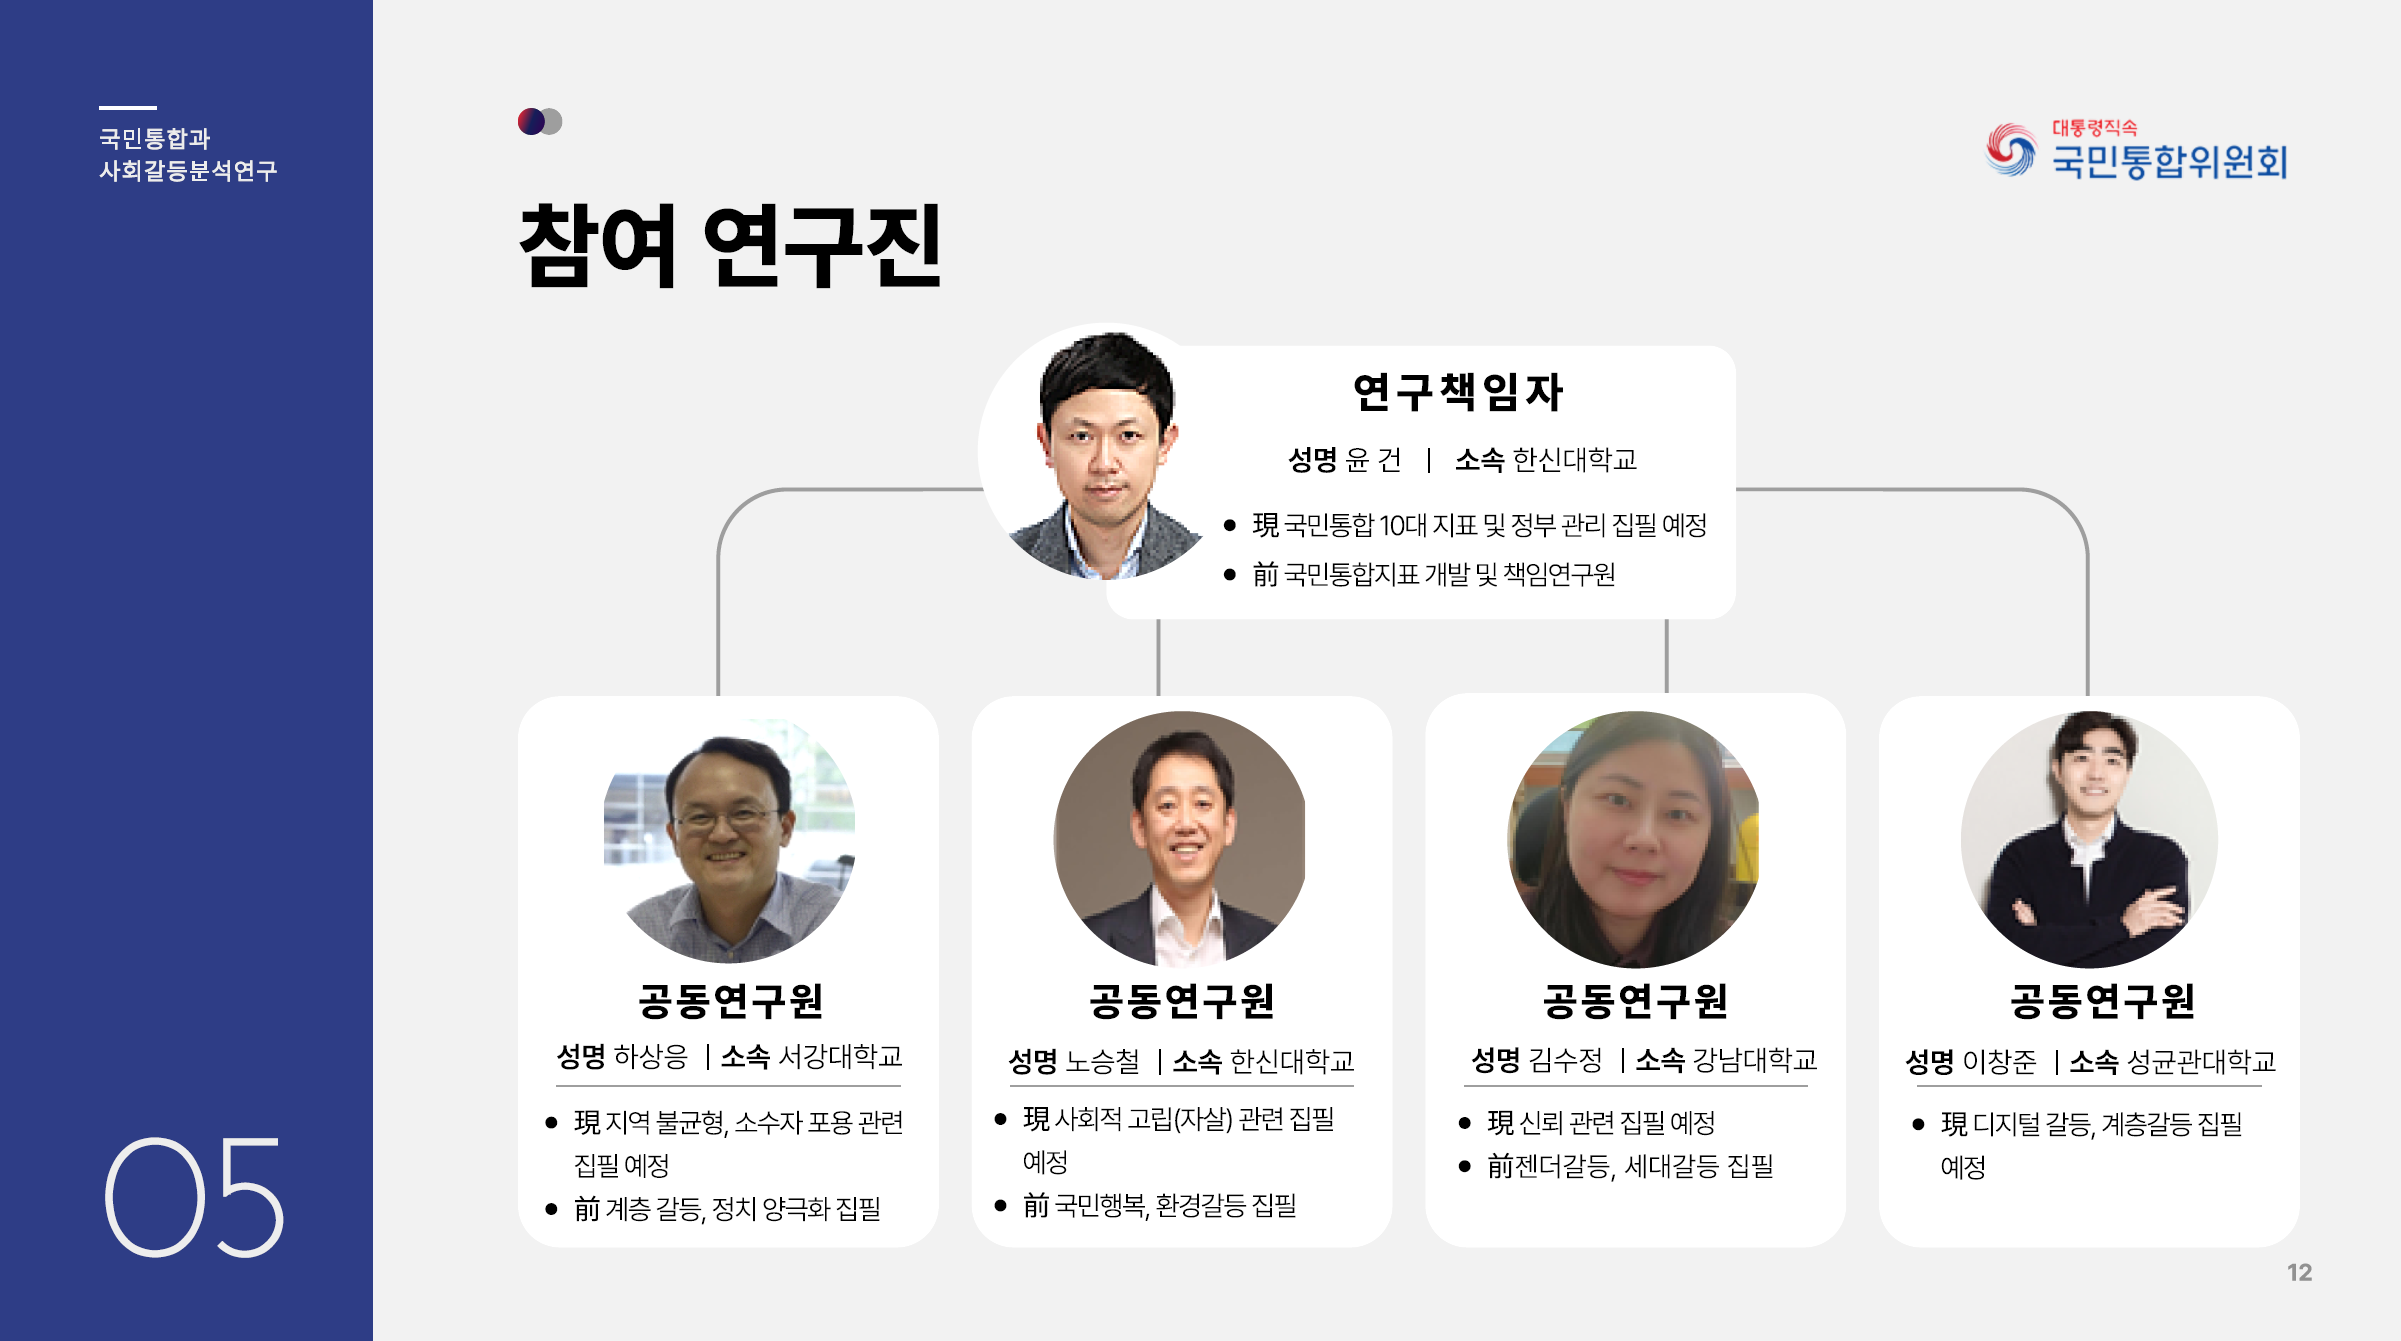 국민통합과
사회갈등분석연구
05
대통령직속
국민통합위원회
참여 연구진
연구책임자
성명 윤 건 | 소속 한신대학교
● 現 국민통합 10대 지표 및 정부 관리 집필 예정
● 前 국민통합지표 개발 및 책임연구원
공동연구원
성명 하상응 | 소속 서강대학교
● 現 지역 불균형, 소수자 포용 관련
집필 예정
● 前 계층 갈등, 정치 양극화 집필
공동연구원
성명 노승철 | 소속 한신대학교
● 現 사회적 고립(자살) 관련 집필
예정
● 前 국민행복, 환경갈등 집필
공동연구원
성명 김수정 | 소속 강남대학교
● 現 신뢰 관련 집필 예정
● 前젠더갈등, 세대갈등 집필
공동연구원
성명 이창준 | 소속 성균관대학교
● 現 디지털 갈등, 계층갈등 집필
예정
12